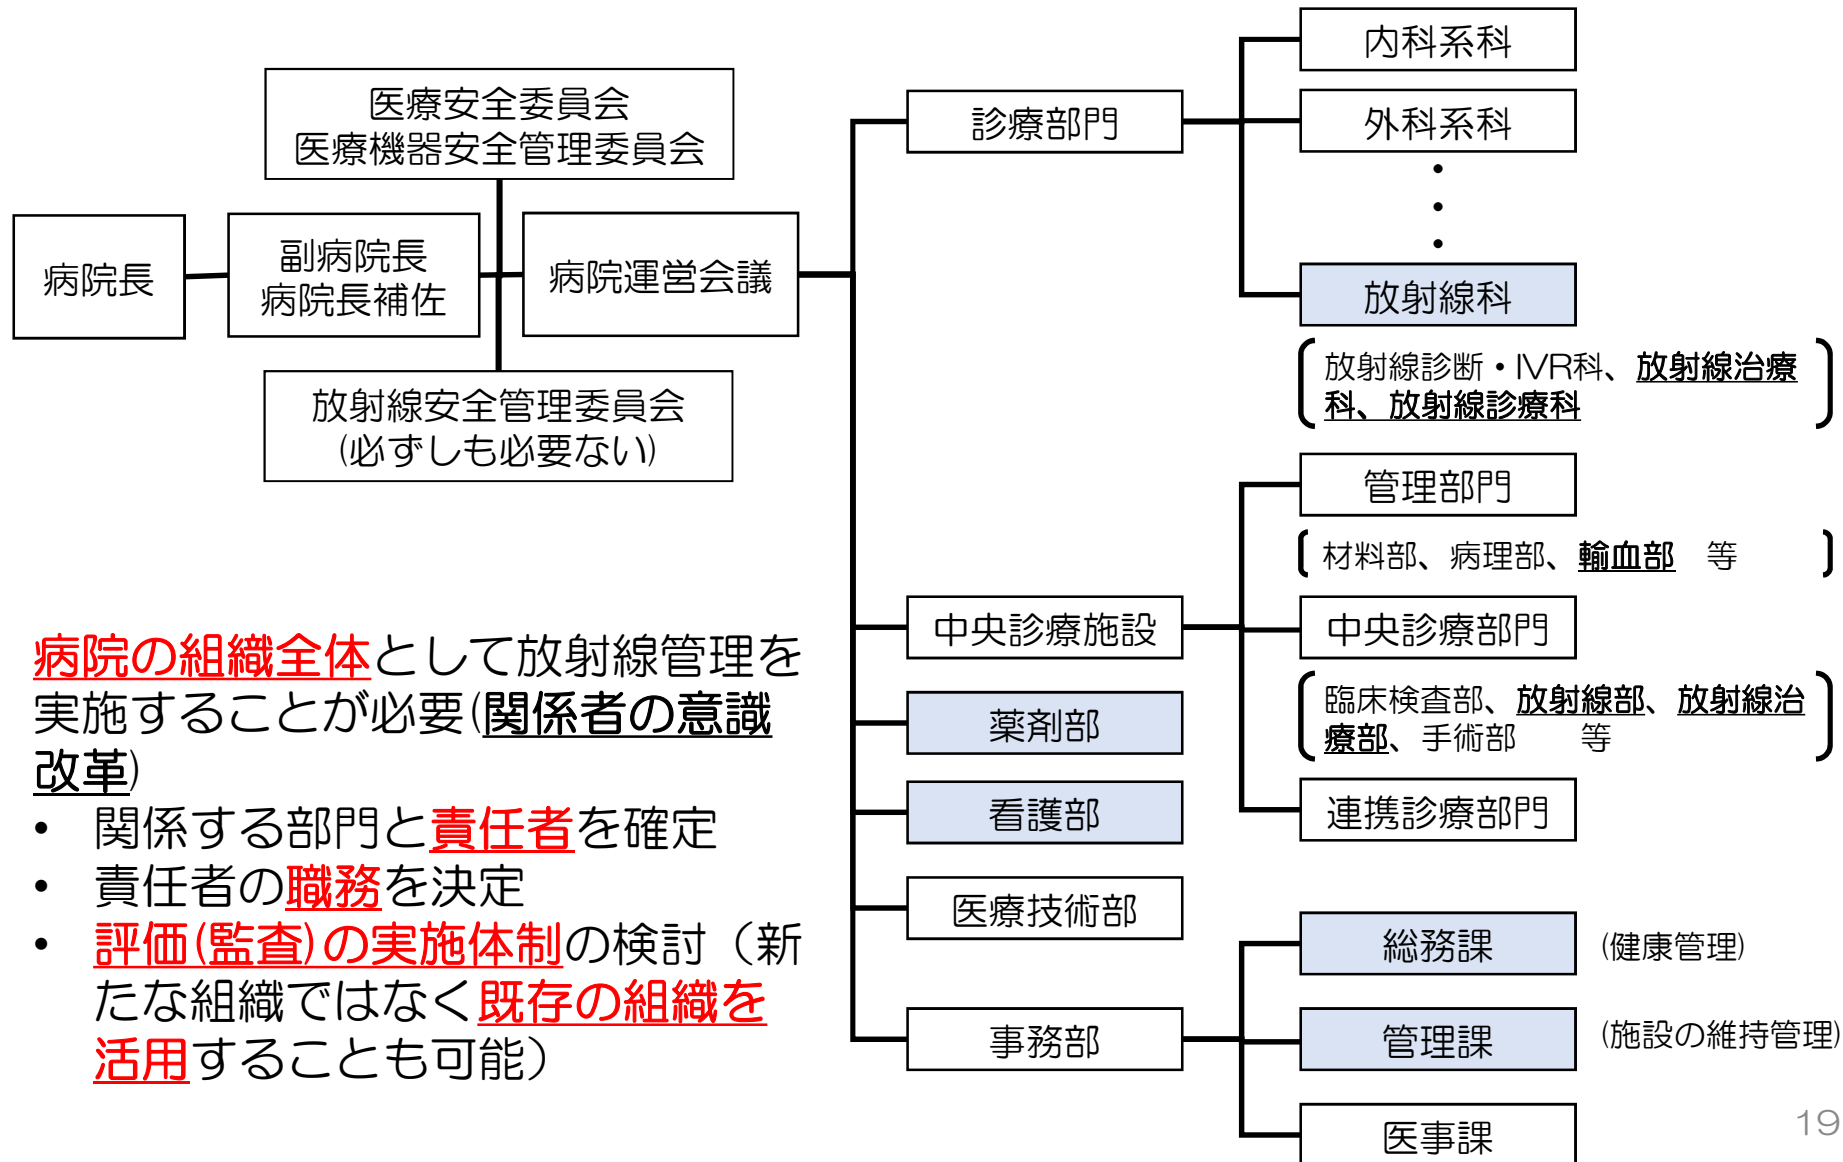 医療安全委員会
医療機器安全管理委員会
病院長
副病院長
病院長補佐
病院運営会議
放射線安全管理委員会
(必ずしも必要ない)
診療部門
内科系科
外科系科
・
・
・
放射線科
放射線診断・IVR科、放射線治療
科、放射線診療科
管理部門
材料部、病理部、輸血部　等
中央診療施設
中央診療部門
臨床検査部、放射線部、放射線治
療部、手術部　　等
連携診療部門
薬剤部
看護部
医療技術部
事務部
総務課 (健康管理)
管理課 (施設の維持管理)
医事課
病院の組織全体として放射線管理を
実施することが必要(関係者の意識
改革)
• 関係する部門と責任者を確定
• 責任者の職務を決定
• 評価(監査)の実施体制の検討（新
たな組織ではなく既存の組織を
活用することも可能）
19